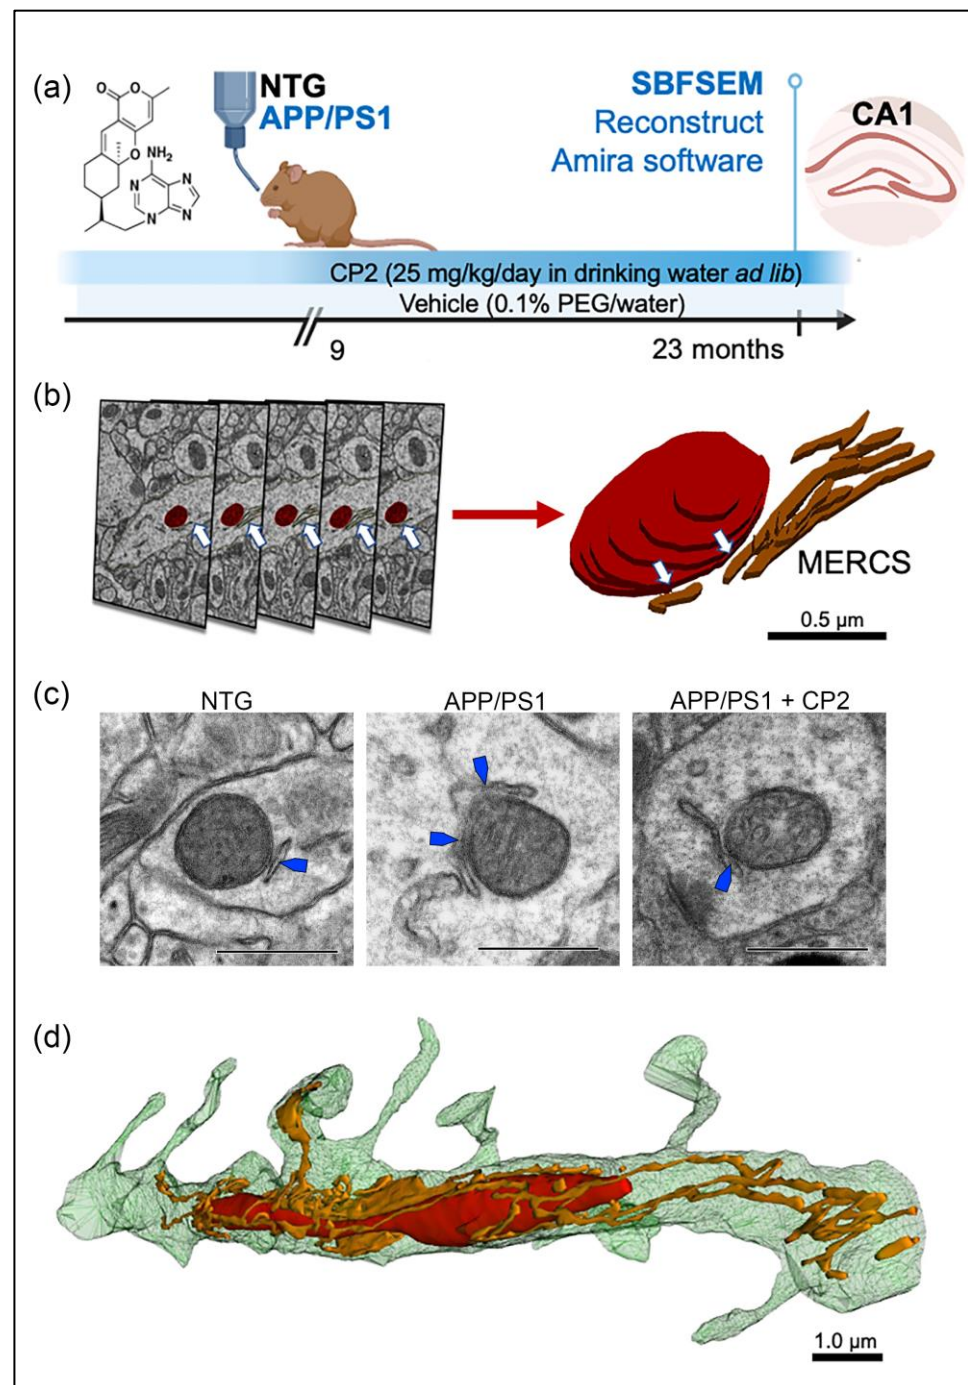 (a)
O
O
O
NH₂
N
N
N
N
NTG
APP/PS1
SBFSEM
Reconstruct
Amira software
CA1
CP2 (25 mg/kg/day in drinking water ad lib)
Vehicle (0.1% PEG/water)
9
23 months
(b)
MERCS
0.5 µm
(c)
NTG
APP/PS1
APP/PS1 + CP2
(d)
1.0 µm